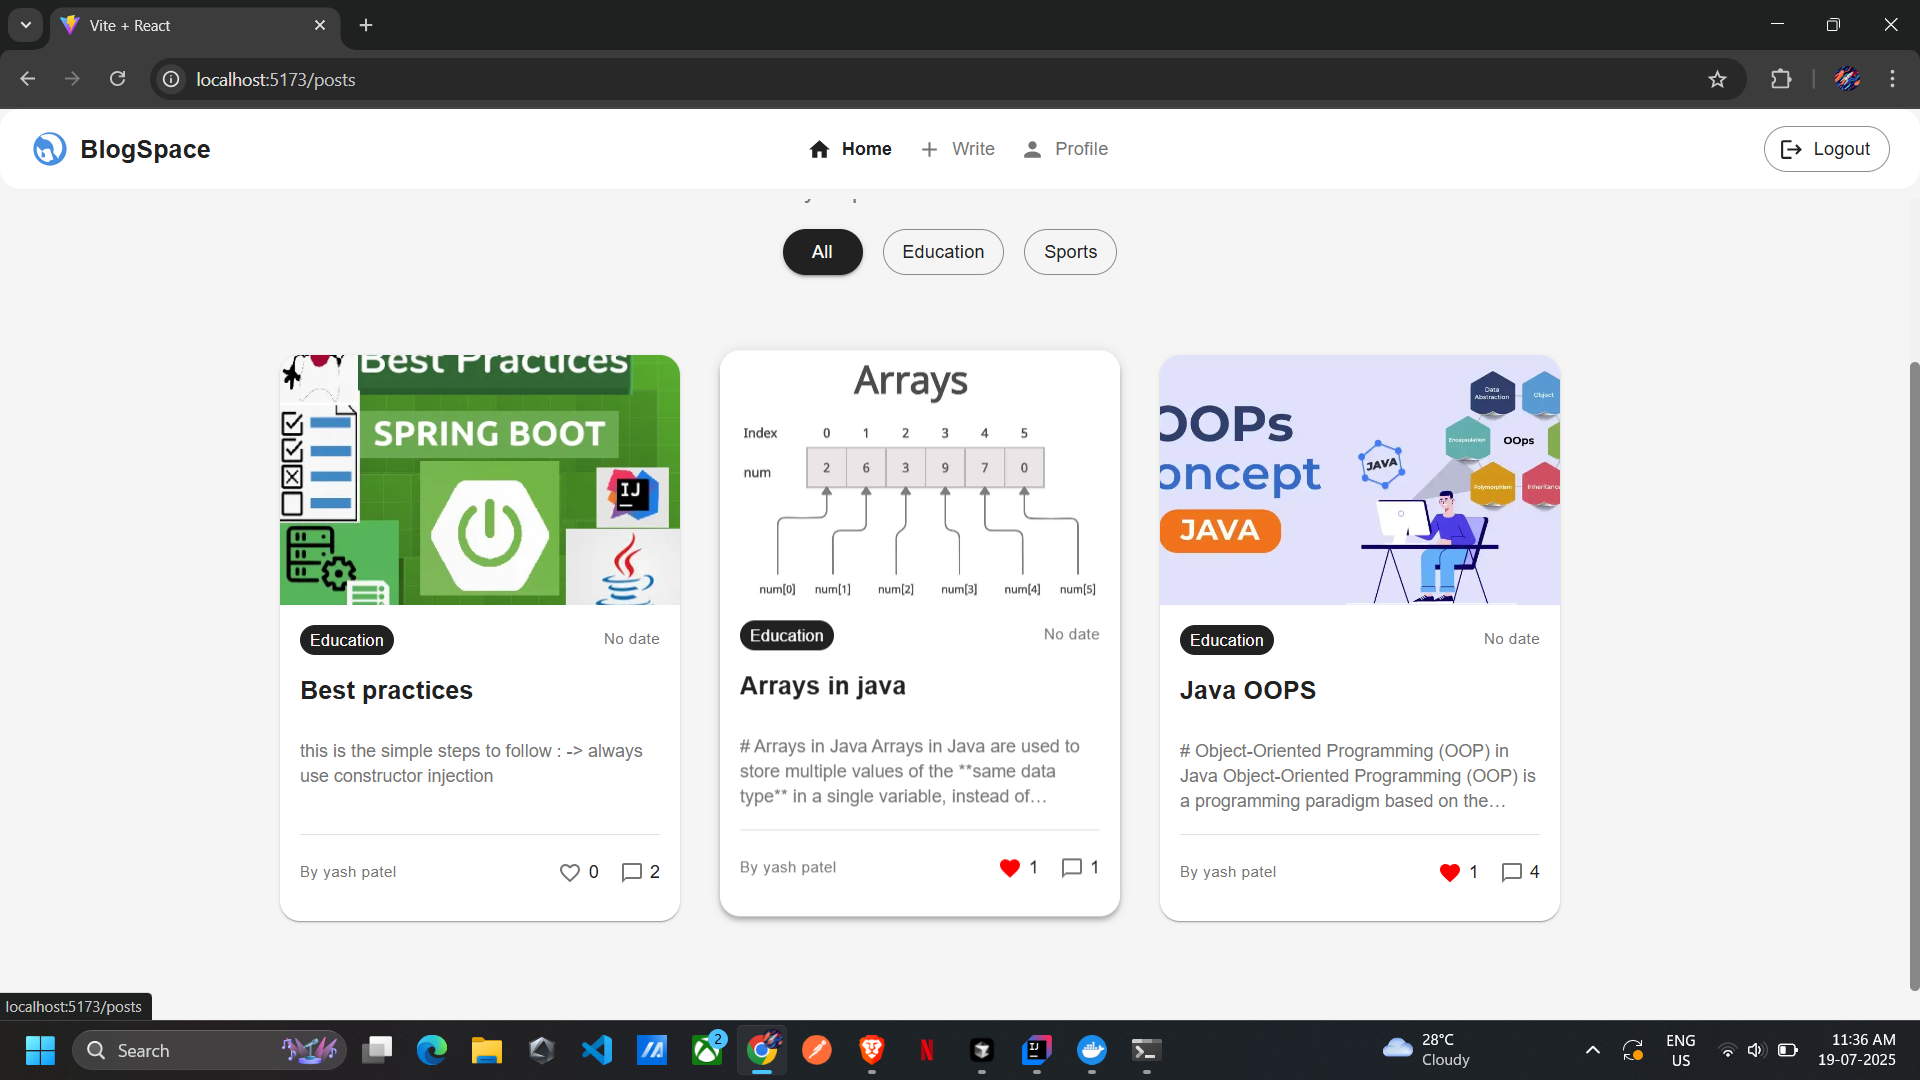 Vite + React
localhost:5173/posts
BlogSpace
Home
Write
Profile
Logout
All
Education
Sports
Best Practices
SPRING BOOT
IJ
Education
No date
Best practices
this is the simple steps to follow : -> always
use constructor injection
By yash patel
0
2
Arrays
Index 0 1 2 3 4 5
num 2 6 3 9 7 0
num[0] num[1] num[2] num[3] num[4] num[5]
Education
No date
Arrays in java
# Arrays in Java Arrays in Java are used to
store multiple values of the **same data
type** in a single variable, instead of…
By yash patel
1
1
OOPs
oncept
JAVA
JAVA
Data
Abstraction
Object
Encapsulation
OOps
Polymorphism
Inheritance
Education
No date
Java OOPS
# Object-Oriented Programming (OOP) in
Java Object-Oriented Programming (OOP) is
a programming paradigm based on the…
By yash patel
1
4
localhost:5173/posts
Search
2
N
IJ
28°C
Cloudy
ENG
US
11:36 AM
19-07-2025